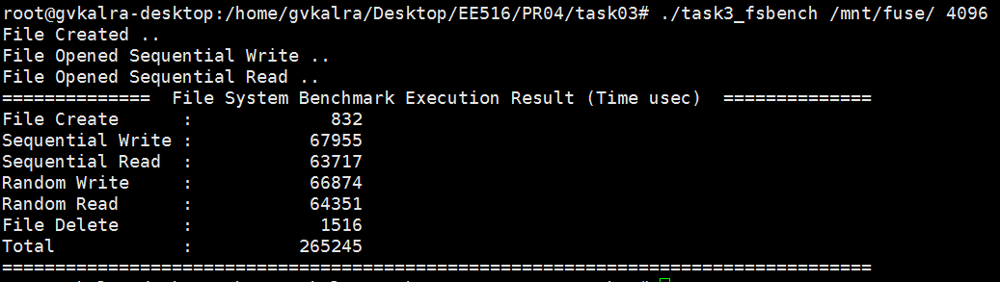 root@gvkalra-desktop:/home/gvkalra/Desktop/EE516/PR04/task03# ./task3_fsbench /mnt/fuse/ 4096
File Created ..
File Opened Sequential Write ..
File Opened Sequential Read ..
==============  File System Benchmark Execution Result (Time usec)  ==============
File Create      :             832
Sequential Write :           67955
Sequential Read  :           63717
Random Write     :           66874
Random Read      :           64351
File Delete      :            1516
Total            :          265245
==================================================================================